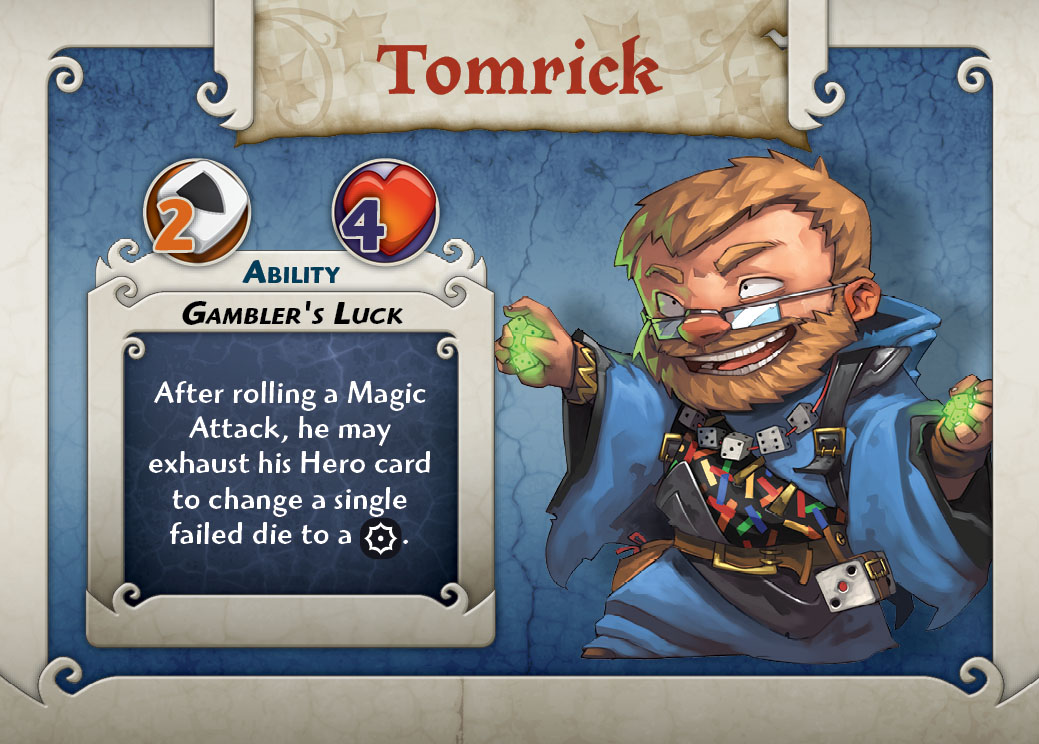 Tomrick
2
4
Ability
Gambler's Luck
After rolling a Magic
Attack, he may
exhaust his Hero card
to change a single
failed die to a .